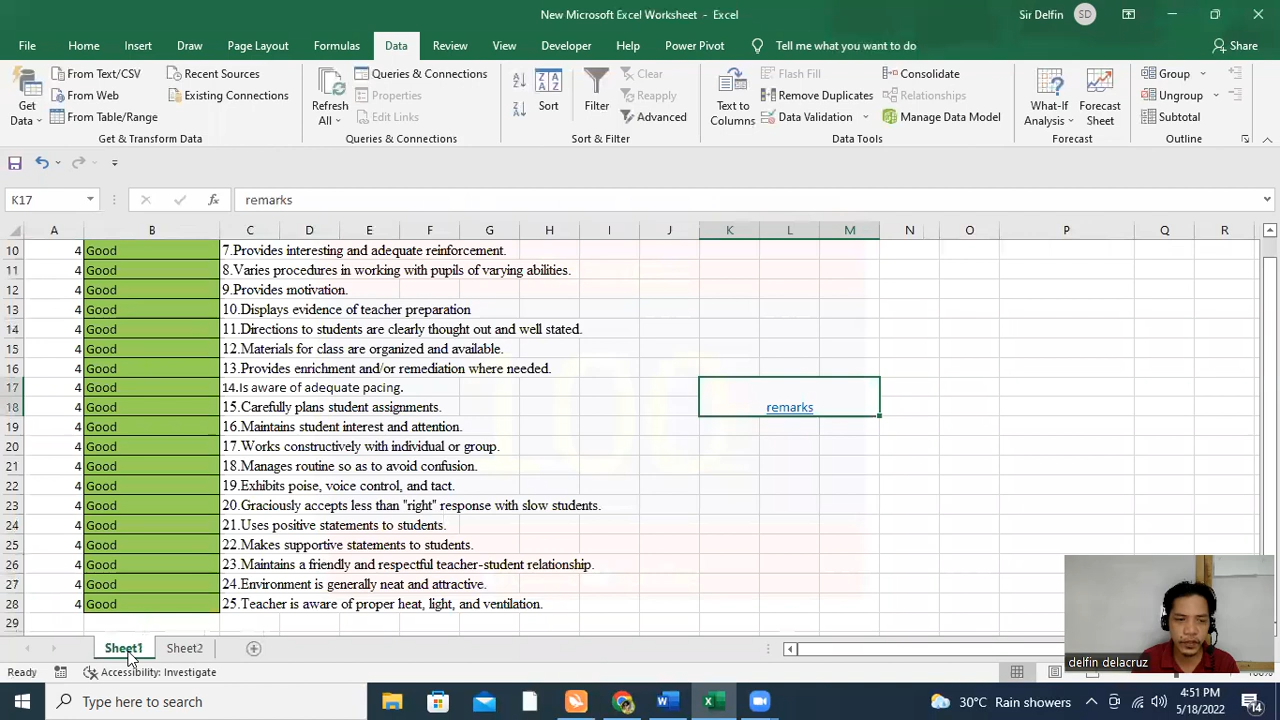 New Microsoft Excel Worksheet - Excel
Sir Delfin SD
File Home Insert Draw Page Layout Formulas Data Review View Developer Help Power Pivot Tell me what you want to do Share
Get Data
From Text/CSV
From Web
From Table/Range
Recent Sources
Existing Connections
Get & Transform Data
Refresh All
Queries & Connections
Properties
Edit Links
Queries & Connections
Sort
Filter
Clear
Reapply
Advanced
Sort & Filter
Text to Columns
Flash Fill
Remove Duplicates
Data Validation
Consolidate
Relationships
Manage Data Model
Data Tools
What-If Analysis
Forecast Sheet
Forecast
Group
Ungroup
Subtotal
Outline
K17 fx remarks
A B C D E F G H I J K L M N O P Q R
10 4 Good 7.Provides interesting and adequate reinforcement.
11 4 Good 8.Varies procedures in working with pupils of varying abilities.
12 4 Good 9.Provides motivation.
13 4 Good 10.Displays evidence of teacher preparation
14 4 Good 11.Directions to students are clearly thought out and well stated.
15 4 Good 12.Materials for class are organized and available.
16 4 Good 13.Provides enrichment and/or remediation where needed.
17 4 Good 14.Is aware of adequate pacing.
18 4 Good 15.Carefully plans student assignments. remarks
19 4 Good 16.Maintains student interest and attention.
20 4 Good 17.Works constructively with individual or group.
21 4 Good 18.Manages routine so as to avoid confusion.
22 4 Good 19.Exhibits poise, voice control, and tact.
23 4 Good 20.Graciously accepts less than "right" response with slow students.
24 4 Good 21.Uses positive statements to students.
25 4 Good 22.Makes supportive statements to students.
26 4 Good 23.Maintains a friendly and respectful teacher-student relationship.
27 4 Good 24.Environment is generally neat and attractive.
28 4 Good 25.Teacher is aware of proper heat, light, and ventilation.
29
Sheet1 Sheet2
delfin delacruz
Ready Accessibility: Investigate
Type here to search
30°C Rain showers
4:51 PM
5/18/2022
14